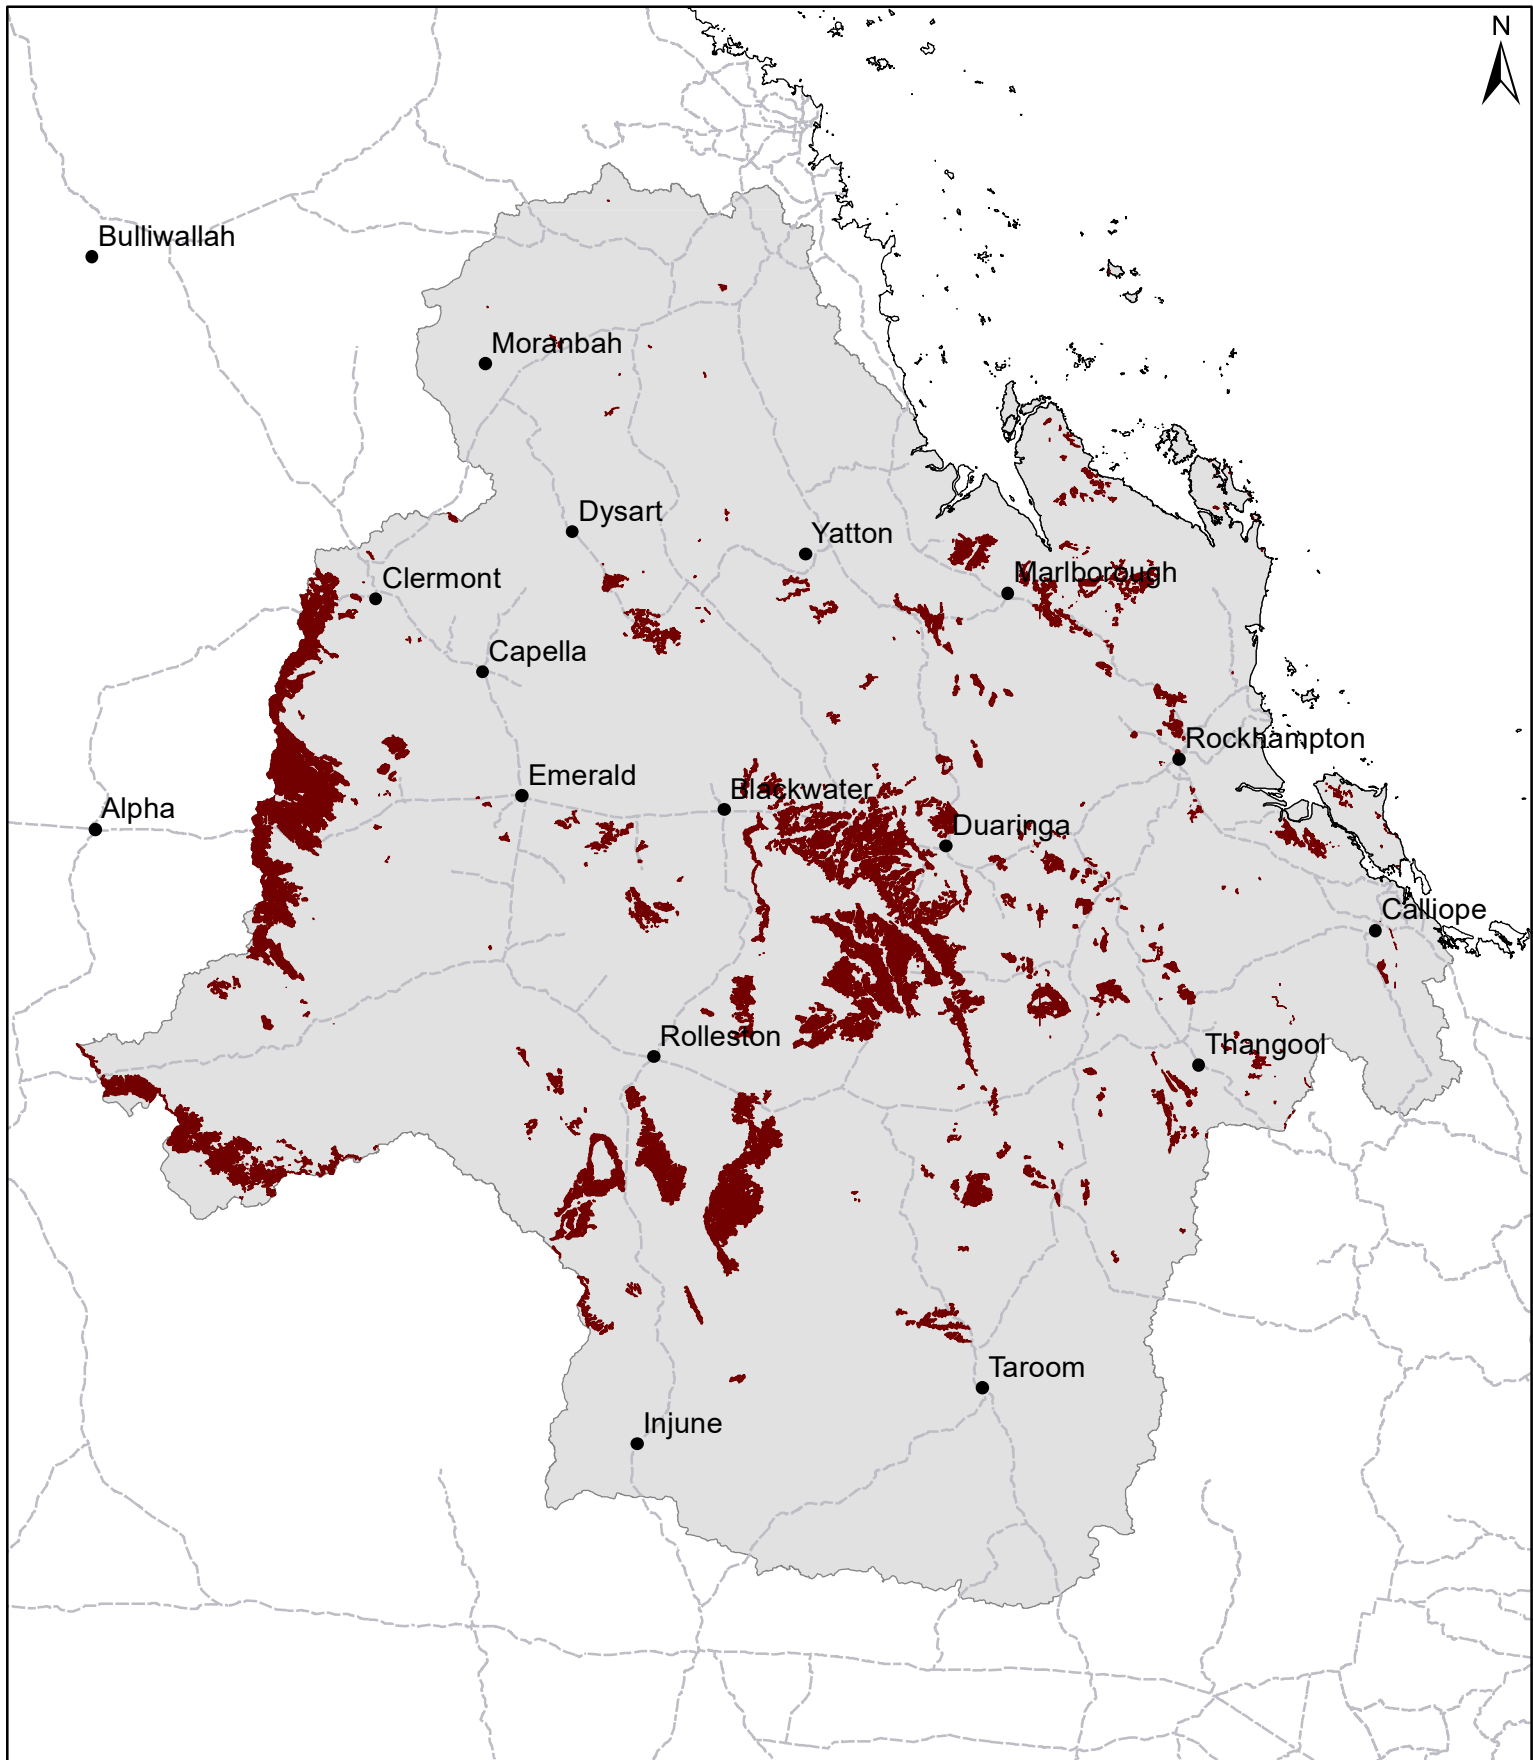 N
Bulliwallah
Moranbah
Dysart
Yatton
Clermont
Marlborough
Capella
Rockhampton
Emerald
Blackwater
Alpha
Duaringa
Calliope
Rolleston
Thangool
Taroom
Injune